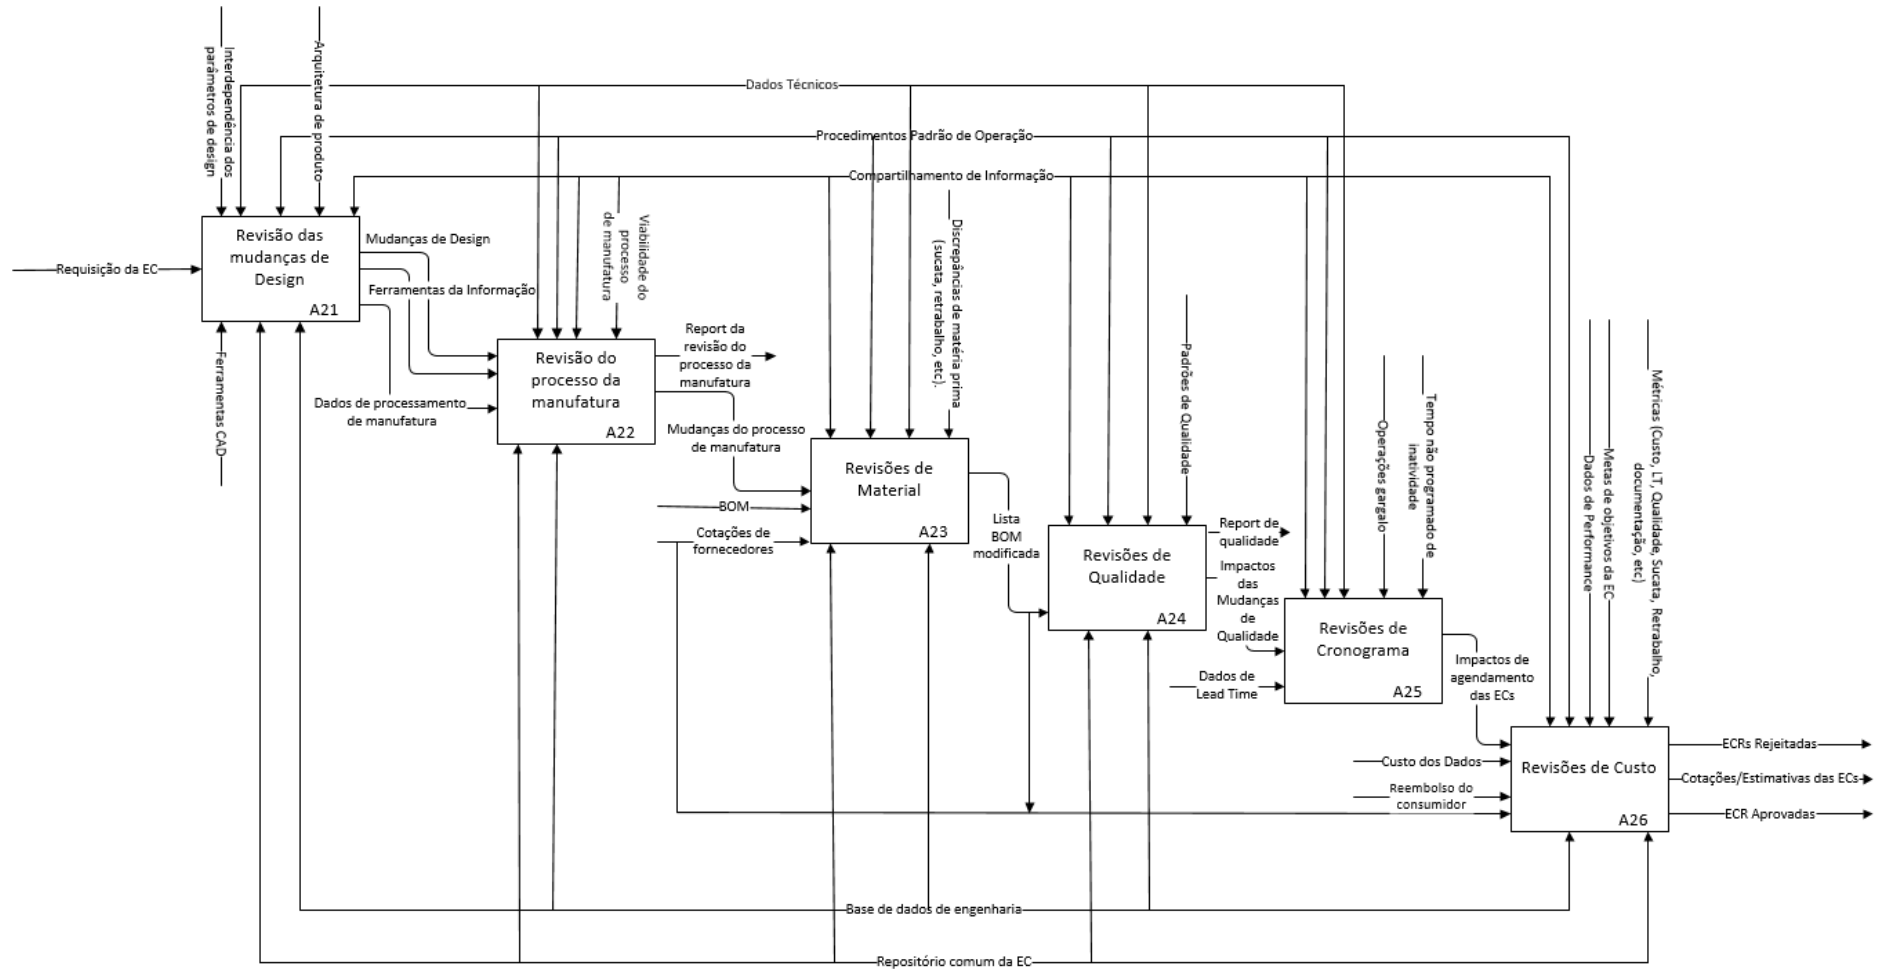 Interdependência dos
parâmetros de design
Arquitetura de produto
Dados Técnicos
Procedimentos Padrão de Operação
Compartilhamento de Informação
Requisição da EC
Revisão das
mudanças de
Design
A21
Ferramentas CAD
Mudanças de Design
Ferramentas da Informação
Dados de processamento
de manufatura
Viabilidade do
processo
de manufatura
Revisão do
processo da
manufatura
A22
Report da
revisão do
processo da
manufatura
Mudanças do processo
de manufatura
BOM
Cotações de
fornecedores
Discrepâncias de matéria prima
(sucata, retrabalho, etc).
Revisões de
Material
A23
Lista
BOM
modificada
Padrões de Qualidade
Revisões de
Qualidade
A24
Report de
qualidade
Impactos
das
Mudanças
de
Qualidade
Dados de
Lead Time
Operações gargalo
Tempo não programado de
inatividade
Revisões de
Cronograma
A25
Impactos de
agendamento
das ECs
Dados de Performance
Metas de objetivos da EC
Métricas (Custo, LT, Qualidade, Sucata, Retrabalho,
documentação, etc)
Custo dos Dados
Reembolso do
consumidor
Revisões de Custo
A26
ECRs Rejeitadas
Cotações/Estimativas das ECs
ECR Aprovadas
Base de dados de engenharia
Repositório comum da EC